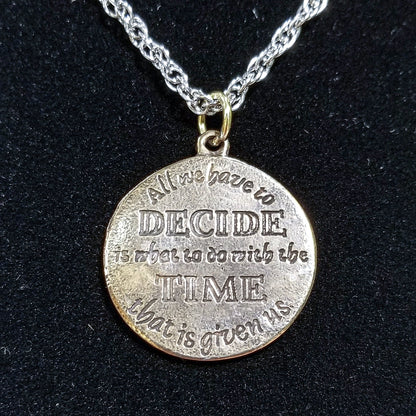 All we have to
DECIDE
is what to do with the
TIME
that is given us